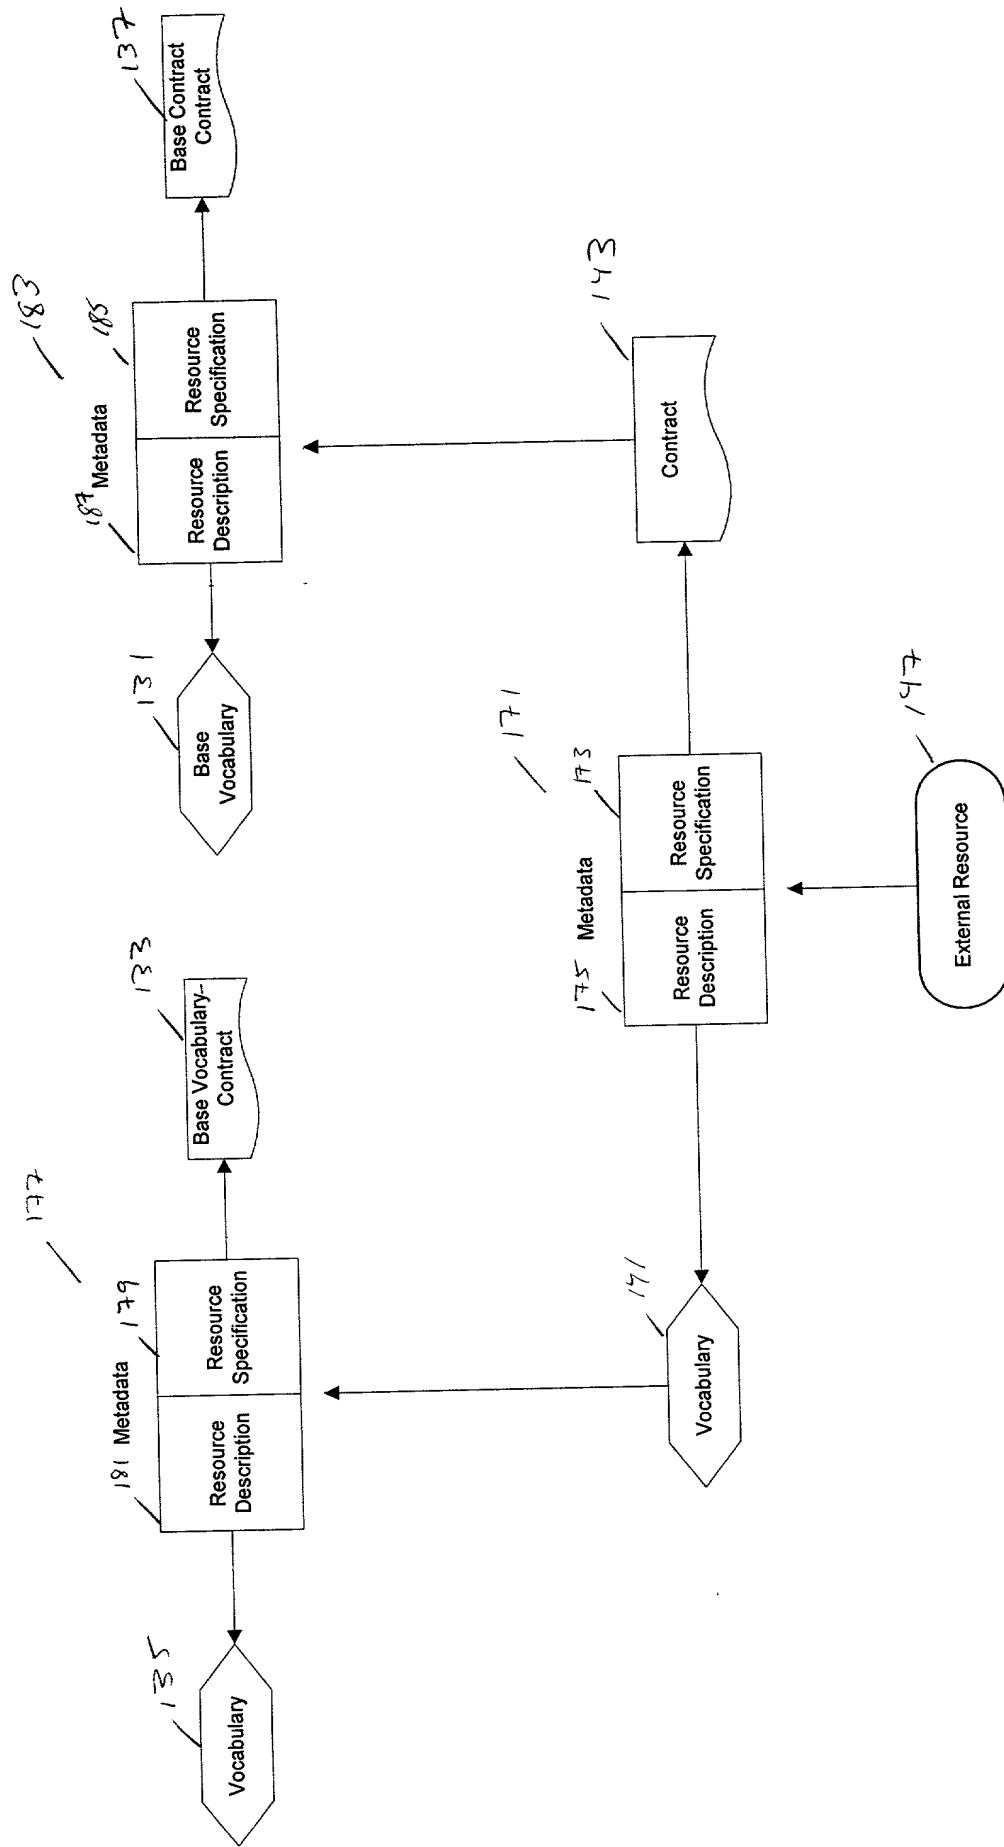 177
183
135
Vocabulary
181 Metadata 179
Resource
Description
Resource
Specification
133
Base Vocabulary–
Contract
131
Base
Vocabulary
187 Metadata 185
Resource
Description
Resource
Specification
137
Base Contract
Contract
171
141
Vocabulary
175 Metadata 173
Resource
Description
Resource
Specification
143
Contract
147
External Resource